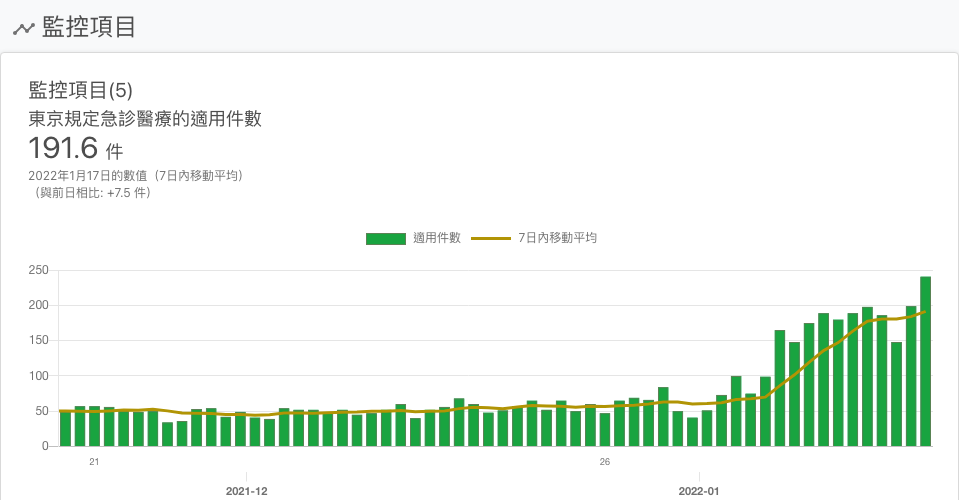 監控項目
監控項目(5)
東京規定急診醫療的適用件數
191.6 件
2022年1月17日的數值（7日內移動平均）
（與前日相比: +7.5 件）
適用件數 7日內移動平均
250
200
150
100
50
0
21 26
2021-12 2022-01